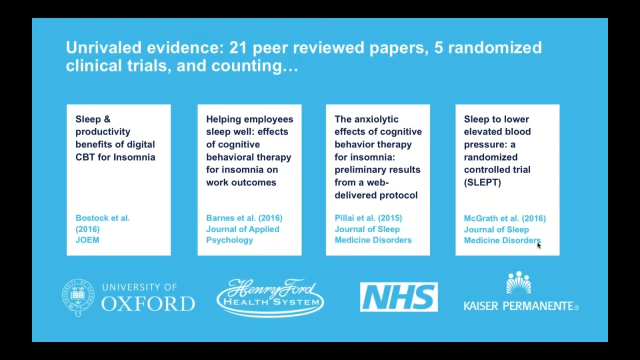 Unrivaled evidence: 21 peer reviewed papers, 5 randomized
clinical trials, and counting…
Sleep &
productivity
benefits of digital
CBT for Insomnia
Bostock et al.
(2016)
JOEM
Helping employees
sleep well: effects
of cognitive
behavioral therapy
for insomnia on
work outcomes
Barnes et al. (2016)
Journal of Applied
Psychology
The anxiolytic
effects of cognitive
behavior therapy
for insomnia:
preliminary results
from a web-
delivered protocol
Pillai et al. (2015)
Journal of Sleep
Medicine Disorders
Sleep to lower
elevated blood
pressure: a
randomized
controlled trial
(SLEPT)
McGrath et al. (2016)
Journal of Sleep
Medicine Disorders
UNIVERSITY OF
OXFORD
Henry Ford
HEALTH SYSTEM
NHS
KAISER PERMANENTE®